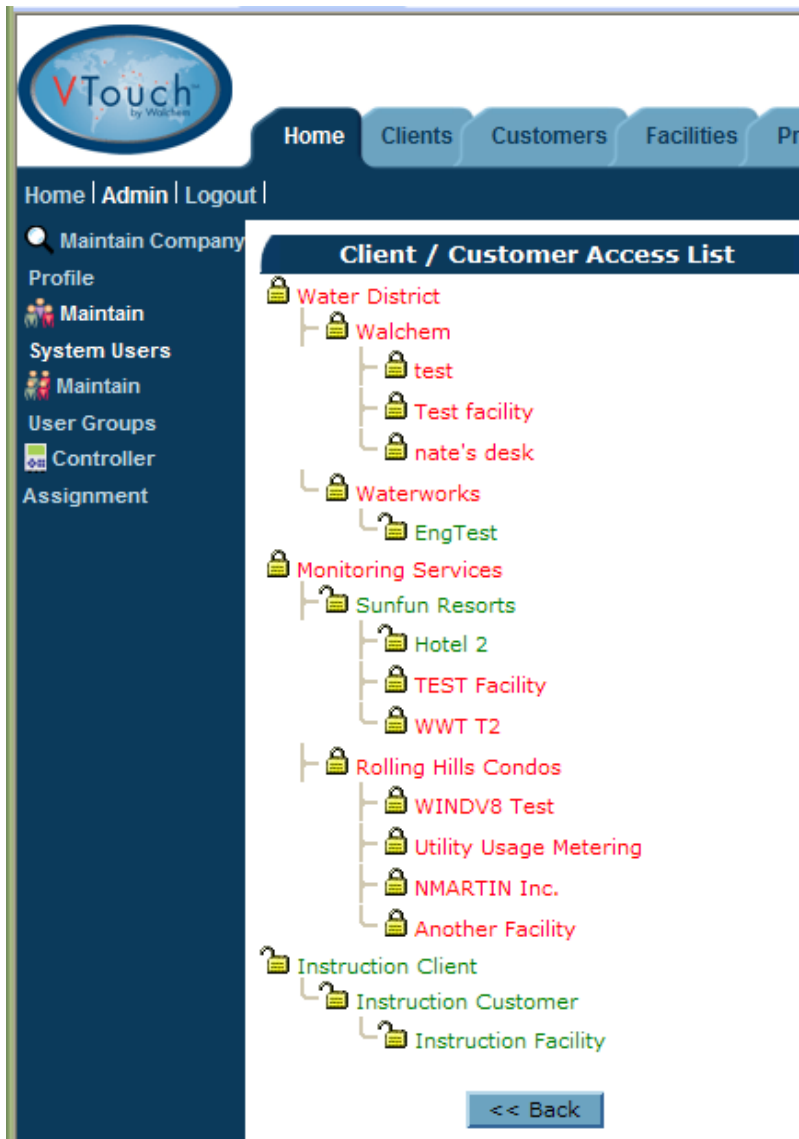 VTouch™
by Walchem
Home Clients Customers Facilities Pr
Home | Admin | Logout |
Maintain Company
Profile
Maintain
System Users
Maintain
User Groups
Controller
Assignment
Client / Customer Access List
Water District
Walchem
test
Test facility
nate's desk
Waterworks
EngTest
Monitoring Services
Sunfun Resorts
Hotel 2
TEST Facility
WWT T2
Rolling Hills Condos
WINDV8 Test
Utility Usage Metering
NMARTIN Inc.
Another Facility
Instruction Client
Instruction Customer
Instruction Facility
<< Back